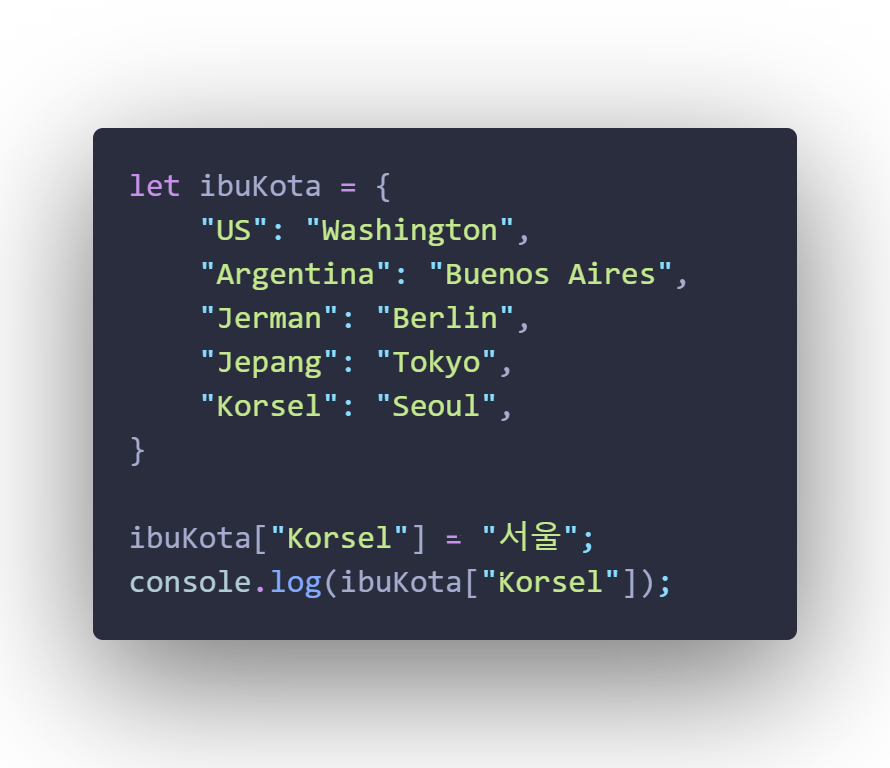 let ibuKota = {
    "US": "Washington",
    "Argentina": "Buenos Aires",
    "Jerman": "Berlin",
    "Jepang": "Tokyo",
    "Korsel": "Seoul",
}

ibuKota["Korsel"] = "서울";
console.log(ibuKota["Korsel"]);